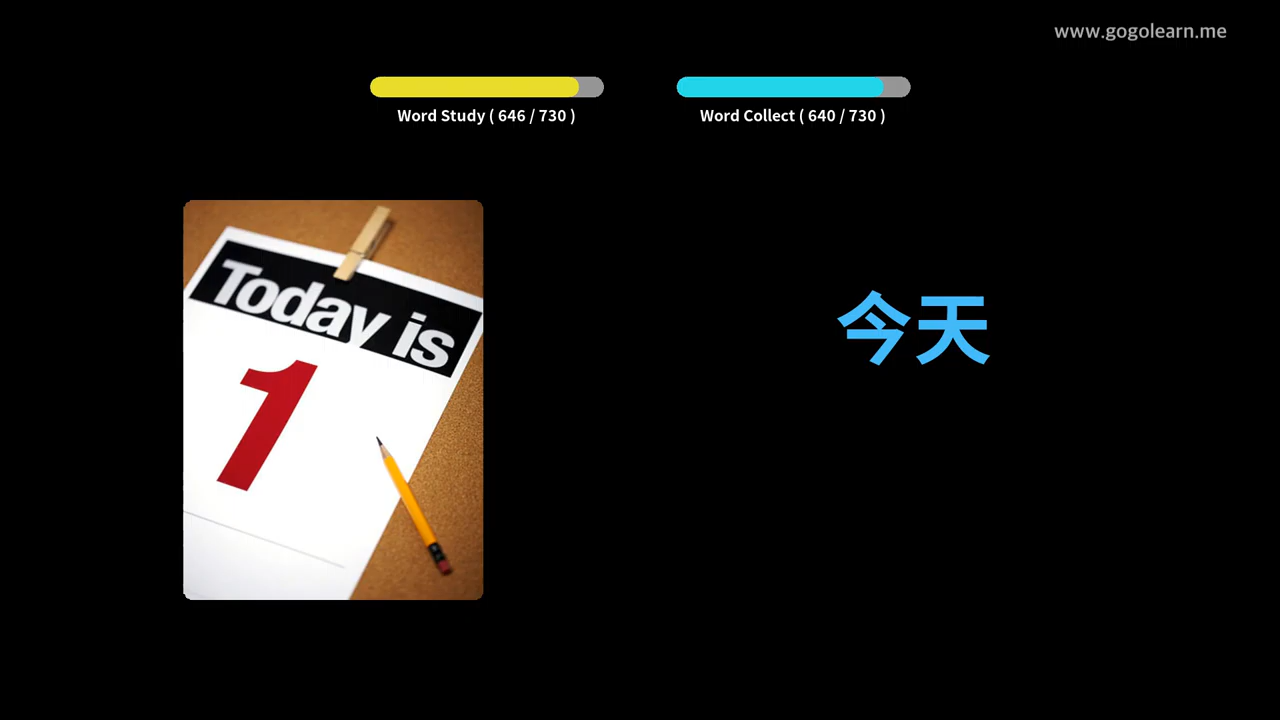 www.gogolearn.me
Word Study ( 646 / 730 )
Word Collect ( 640 / 730 )
Today is
1
今天